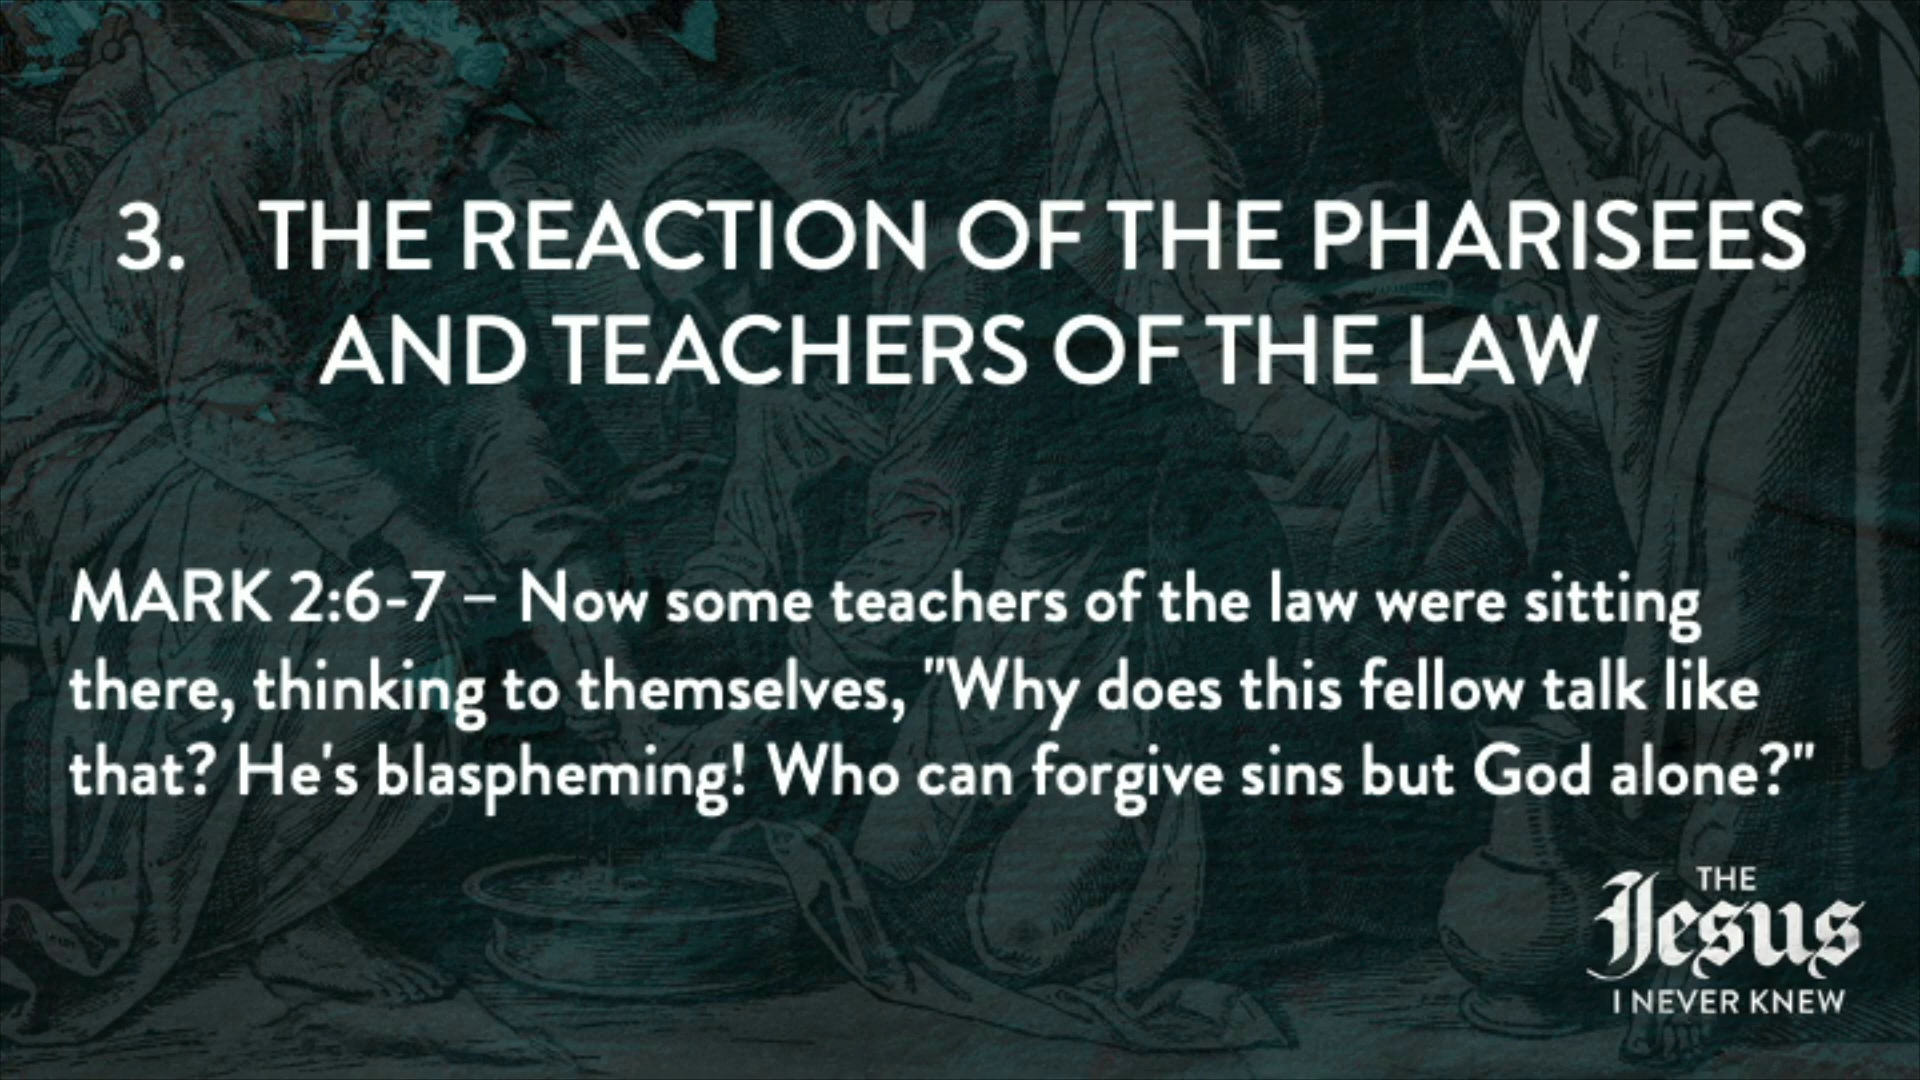 3. THE REACTION OF THE PHARISEES
AND TEACHERS OF THE LAW
MARK 2:6-7 – Now some teachers of the law were sitting
there, thinking to themselves, "Why does this fellow talk like
that? He's blaspheming! Who can forgive sins but God alone?"
THE
Jesus
I NEVER KNEW